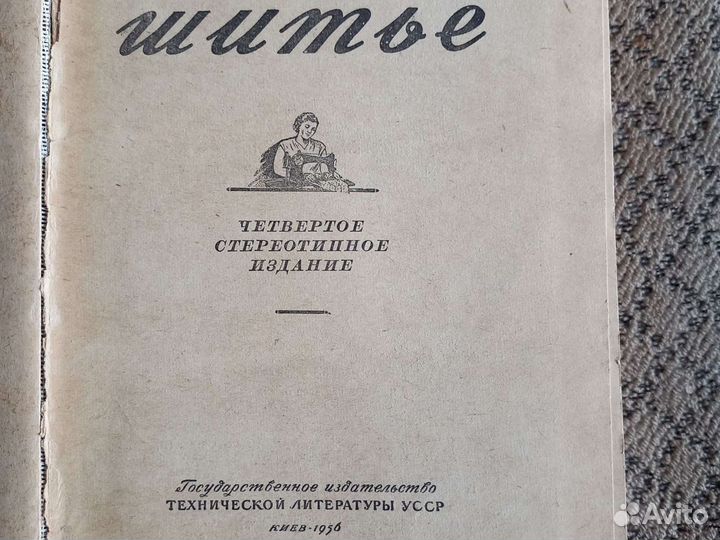 шитье
ЧЕТВЕРТОЕ
СТЕРЕОТИПНОЕ
ИЗДАНИЕ
Государственное издательство
ТЕХНИЧЕСКОЙ ЛИТЕРАТУРЫ УССР
КИЕВ-1956
Avito